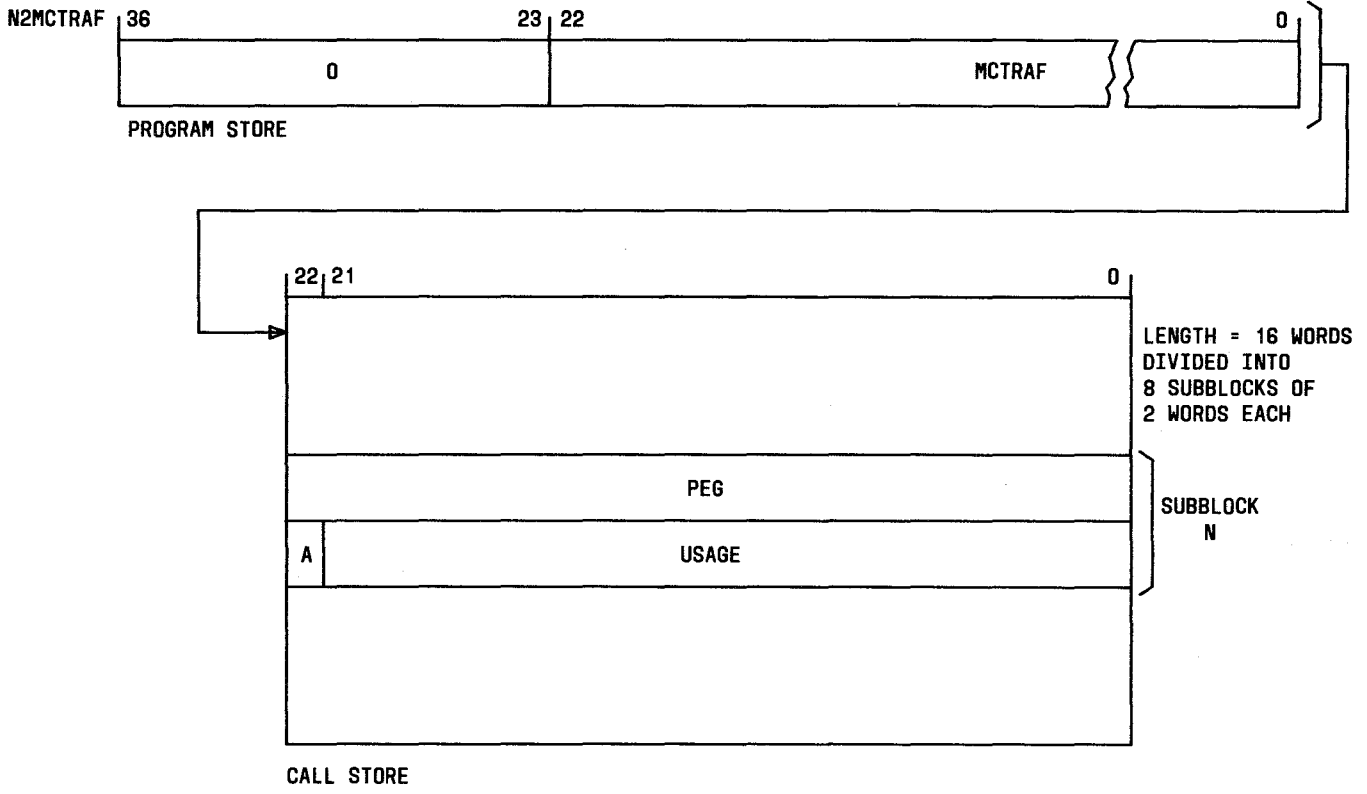 N2MCTRAF 36 23 22 0
0 MCTRAF
PROGRAM STORE
22 21 0
LENGTH = 16 WORDS
DIVIDED INTO
8 SUBBLOCKS OF
2 WORDS EACH
PEG
SUBBLOCK
N
A USAGE
CALL STORE